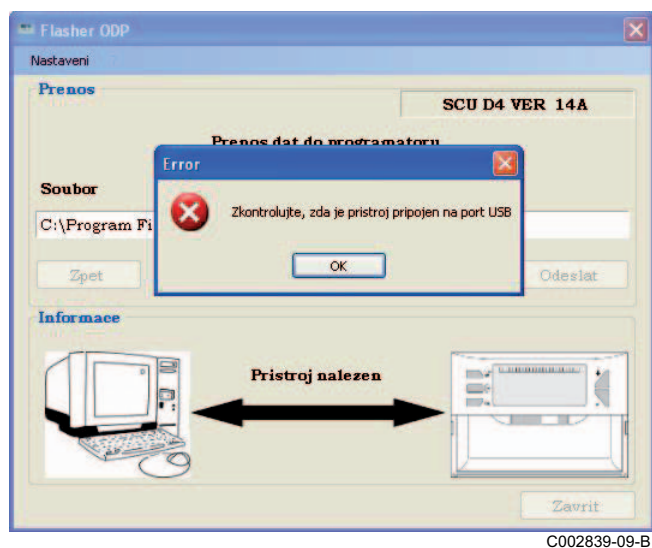 Flasher ODP
Nastaveni
Prenos
SCU D4 VER 14A
Prenos dat do programatoru
Error
Zkontrolujte, zda je pristroj pripojen na port USB
OK
Soubor
C:\Program Fi
Zpet
Odeslat
Informace
Pristroj nalezen
Zavrit
C002839-09-B